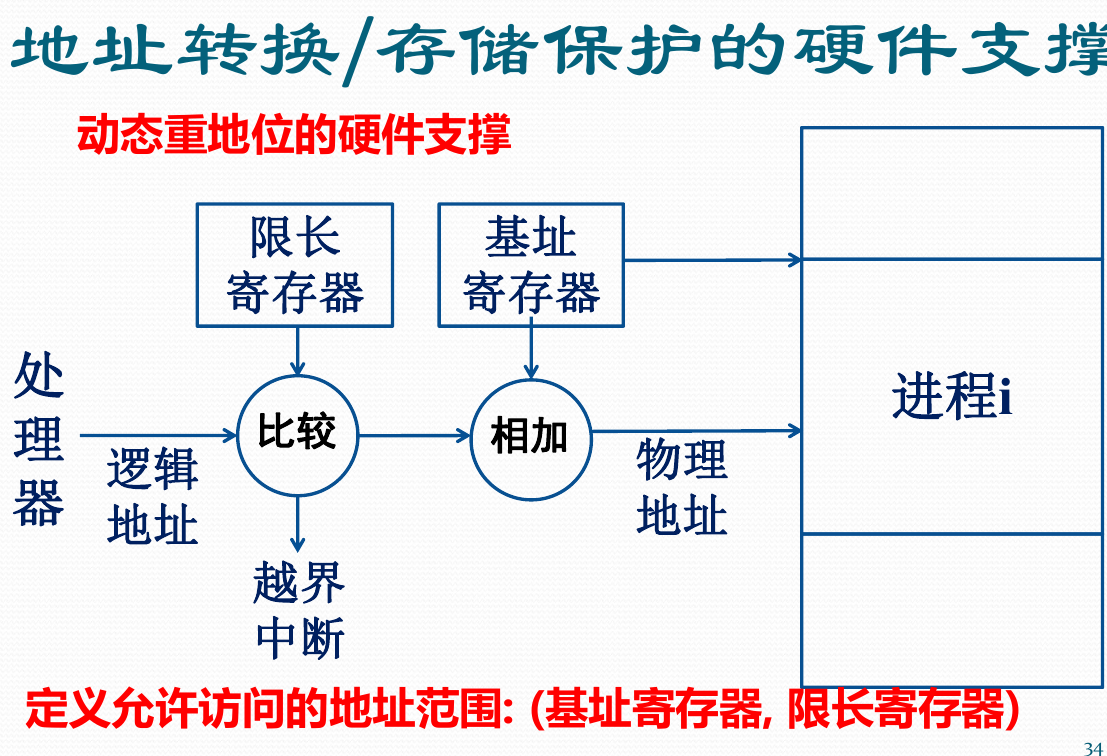 地址转换/存储保护的硬件支撑
动态重地位的硬件支撑
限长
寄存器
基址
寄存器
处
理
器
逻辑
地址
比较
相加
物理
地址
进程i
越界
中断
定义允许访问的地址范围: (基址寄存器, 限长寄存器)
34